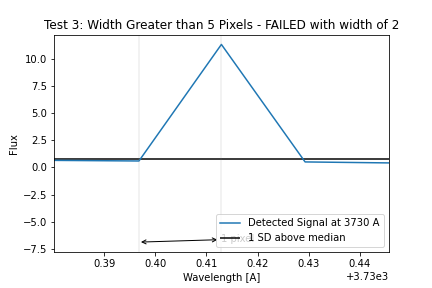 Test 3: Width Greater than 5 Pixels - FAILED with width of 2
10.0
7.5
5.0
2.5
0.0
−2.5
−5.0
−7.5
Flux
Detected Signal at 3730 A
1 SD above median
1 pixel
0.39
0.40
0.41
0.42
0.43
0.44
Wavelength [A]
+3.73e3